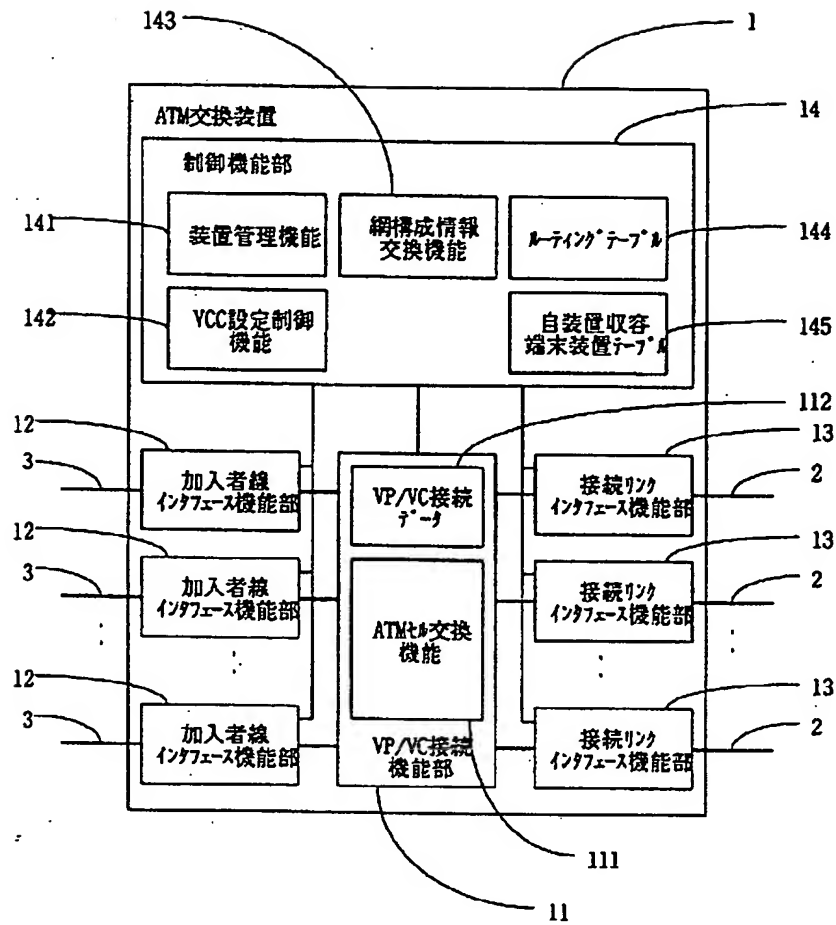 143
1
ATM交換装置
14
制御機能部
141
装置管理機能
網構成情報
交換機能
ルーティングテーブル
144
142
VCC設定制御
機能
自装置収容
端末装置テーブル
145
112
12
13
3
加入者線
インタフェース機能部
VP/VC接続
データ
接続リンク
インタフェース機能部
2
12
13
3
加入者線
インタフェース機能部
ATMセル交換
機能
接続リンク
インタフェース機能部
2
12
13
3
加入者線
インタフェース機能部
VP/VC接続
機能部
接続リンク
インタフェース機能部
2
111
11